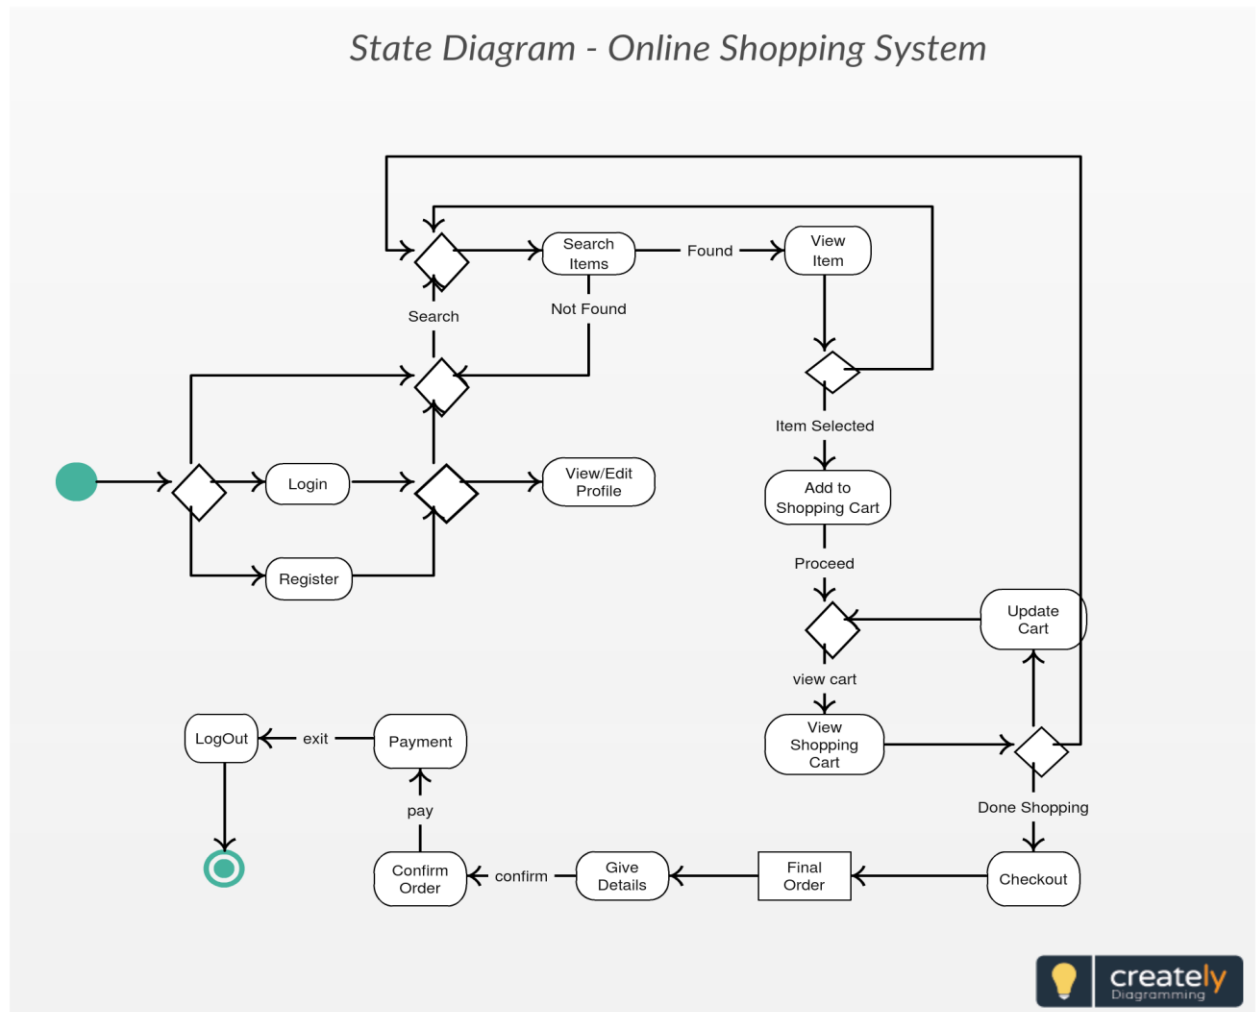 State Diagram - Online Shopping System
Search
Items
Found
View
Item
Not Found
Search
Item Selected
Login
View/Edit
Profile
Add to
Shopping Cart
Register
Proceed
Update
Cart
view cart
LogOut
exit
Payment
View
Shopping
Cart
pay
Done Shopping
Confirm
Order
confirm
Give
Details
Final
Order
Checkout
creately
Diagramming